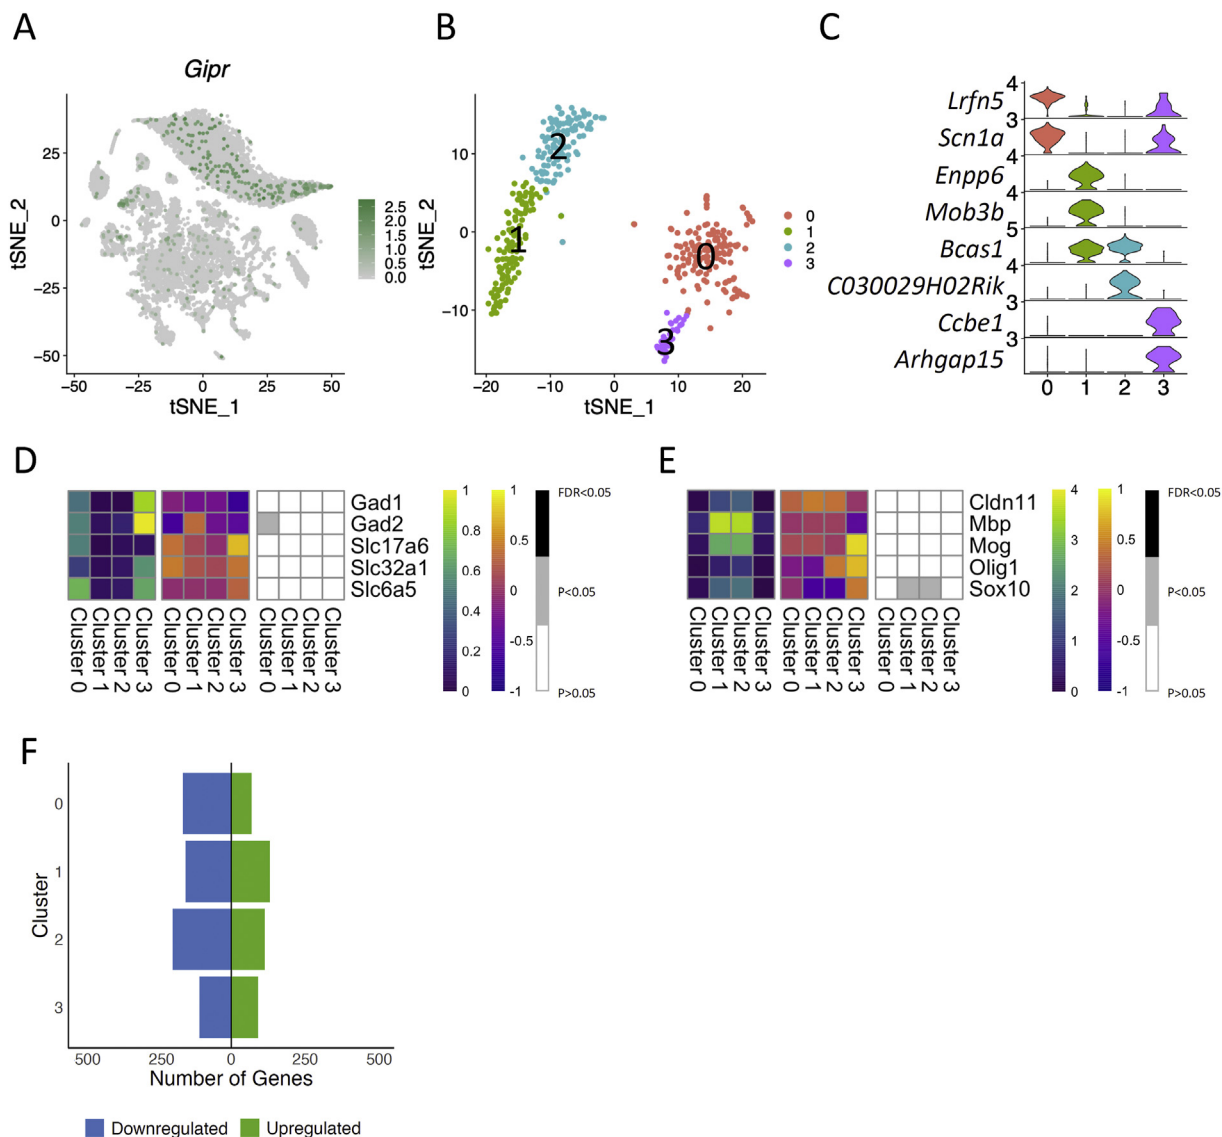 A
Gipr
tSNE_2
25
0
−25
−50
−50 −25 0 25 50
tSNE_1
2.5
2.0
1.5
1.0
0.5
0.0
B
tSNE_2
10
0
−10
−20 −10 0 10 20
tSNE_1
2
1
0
3
0
1
2
3
C
4
Lrfn5
3
Scn1a
4
Enpp6
4
Mob3b
5
Bcas1
4
C030029H02Rik
3
Ccbe1
3
Arhgap15
0 1 2 3
D
Gad1
Gad2
Slc17a6
Slc32a1
Slc6a5
Cluster 0
Cluster 1
Cluster 2
Cluster 3
Cluster 0
Cluster 1
Cluster 2
Cluster 3
Cluster 0
Cluster 1
Cluster 2
Cluster 3
1
0.8
0.6
0.4
0.2
0
1
0.5
0
-0.5
-1
FDR<0.05
P<0.05
P>0.05
E
Cldn11
Mbp
Mog
Olig1
Sox10
Cluster 0
Cluster 1
Cluster 2
Cluster 3
Cluster 0
Cluster 1
Cluster 2
Cluster 3
Cluster 0
Cluster 1
Cluster 2
Cluster 3
4
3
2
1
0
1
0.5
0
-0.5
-1
FDR<0.05
P<0.05
P>0.05
F
Cluster
0
1
2
3
500 250 0 250 500
Number of Genes
Downregulated Upregulated